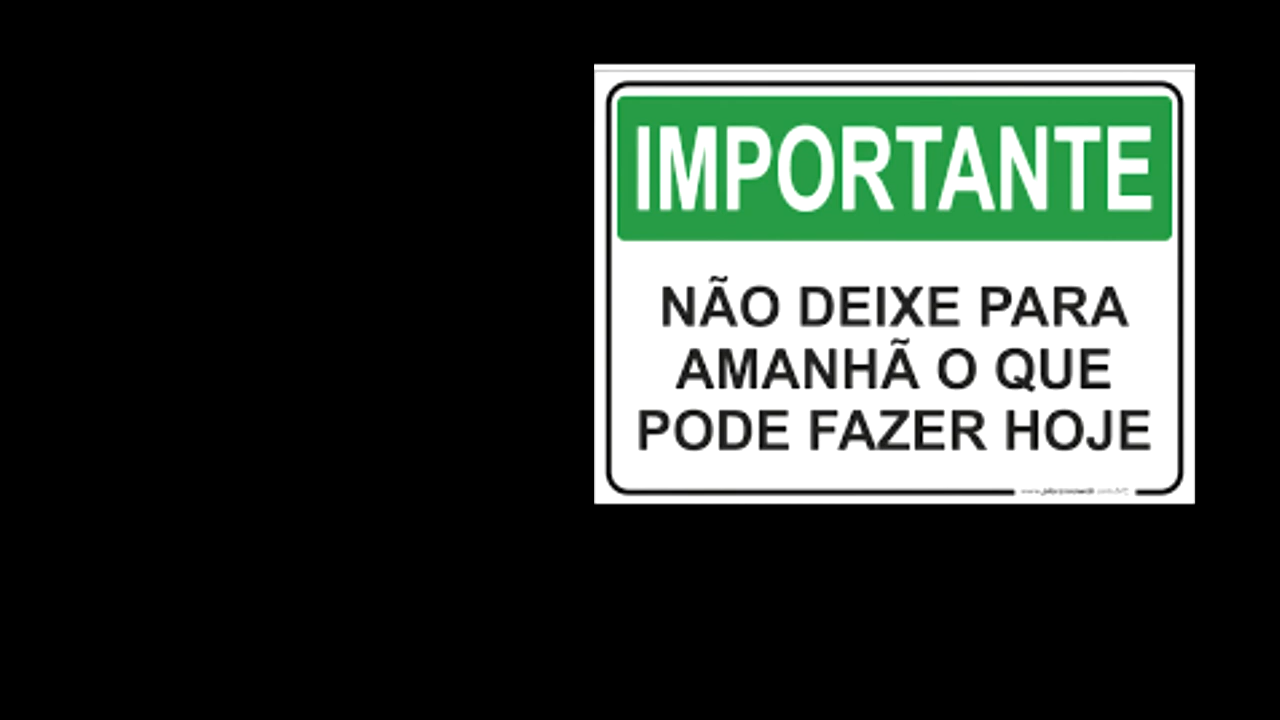 IMPORTANTE
NÃO DEIXE PARA
AMANHÃ O QUE
PODE FAZER HOJE